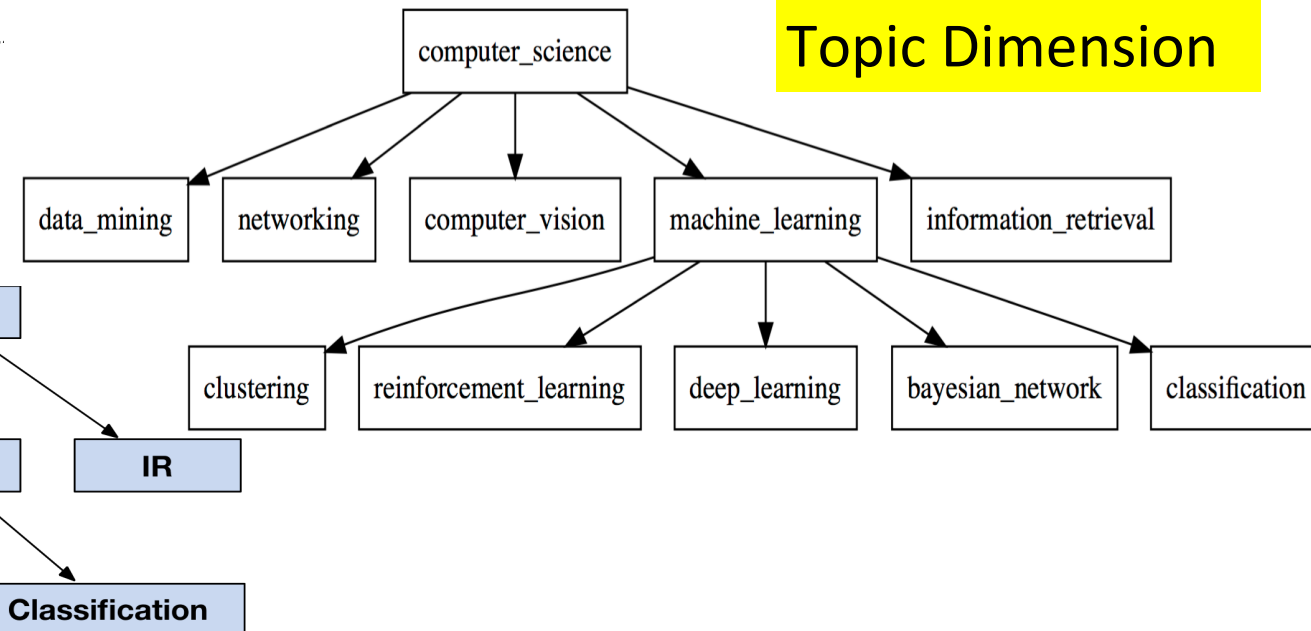 Topic Dimension
computer_science
data_mining
networking
computer_vision
machine_learning
information_retrieval
clustering
reinforcement_learning
deep_learning
bayesian_network
classification
IR
Classification